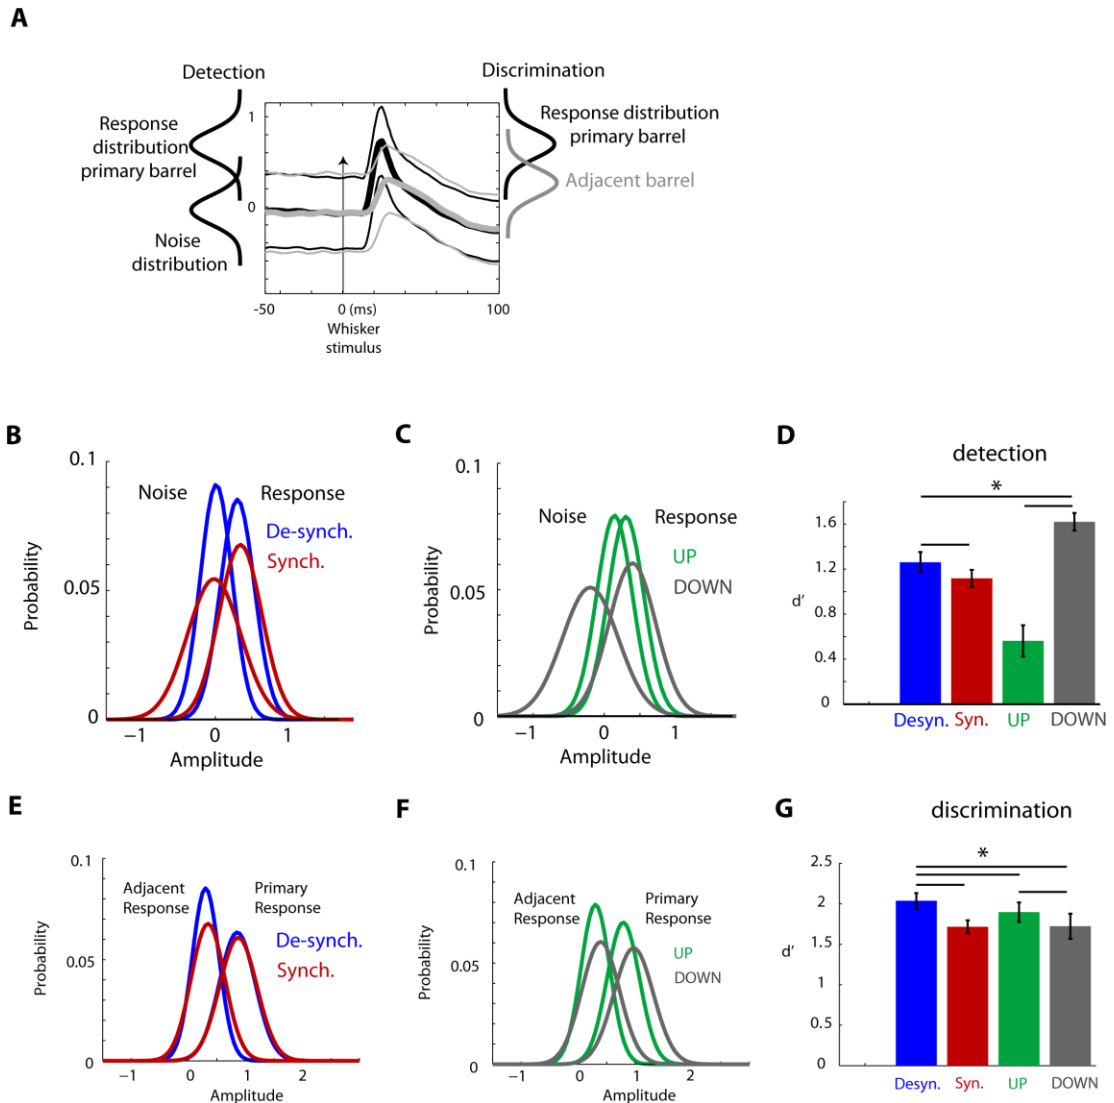 A
Detection
Discrimination
Response
distribution
primary barrel
Noise
distribution
1
0
-50
0 (ms)
100
Whisker
stimulus
Response distribution
primary barrel
Adjacent barrel
B
0.1
Noise
Response
De-synch.
Synch.
Probability
0.05
0
−1
0
1
Amplitude
C
0.1
Noise
Response
UP
DOWN
Probability
0.05
0
−1
0
1
Amplitude
D
detection
*
1.6
1.2
d’
0.8
0.4
0
Desyn.
Syn.
UP
DOWN
E
0.1
Adjacent
Response
Primary
Response
De-synch.
Synch.
Probability
0.05
0
−1
0
1
2
Amplitude
F
0.1
Adjacent
Response
Primary
Response
UP
DOWN
Probability
0.05
0
−1
0
1
2
Amplitude
G
discrimination
*
2.5
2
1.5
d’
1
0.5
0
Desyn.
Syn.
UP
DOWN